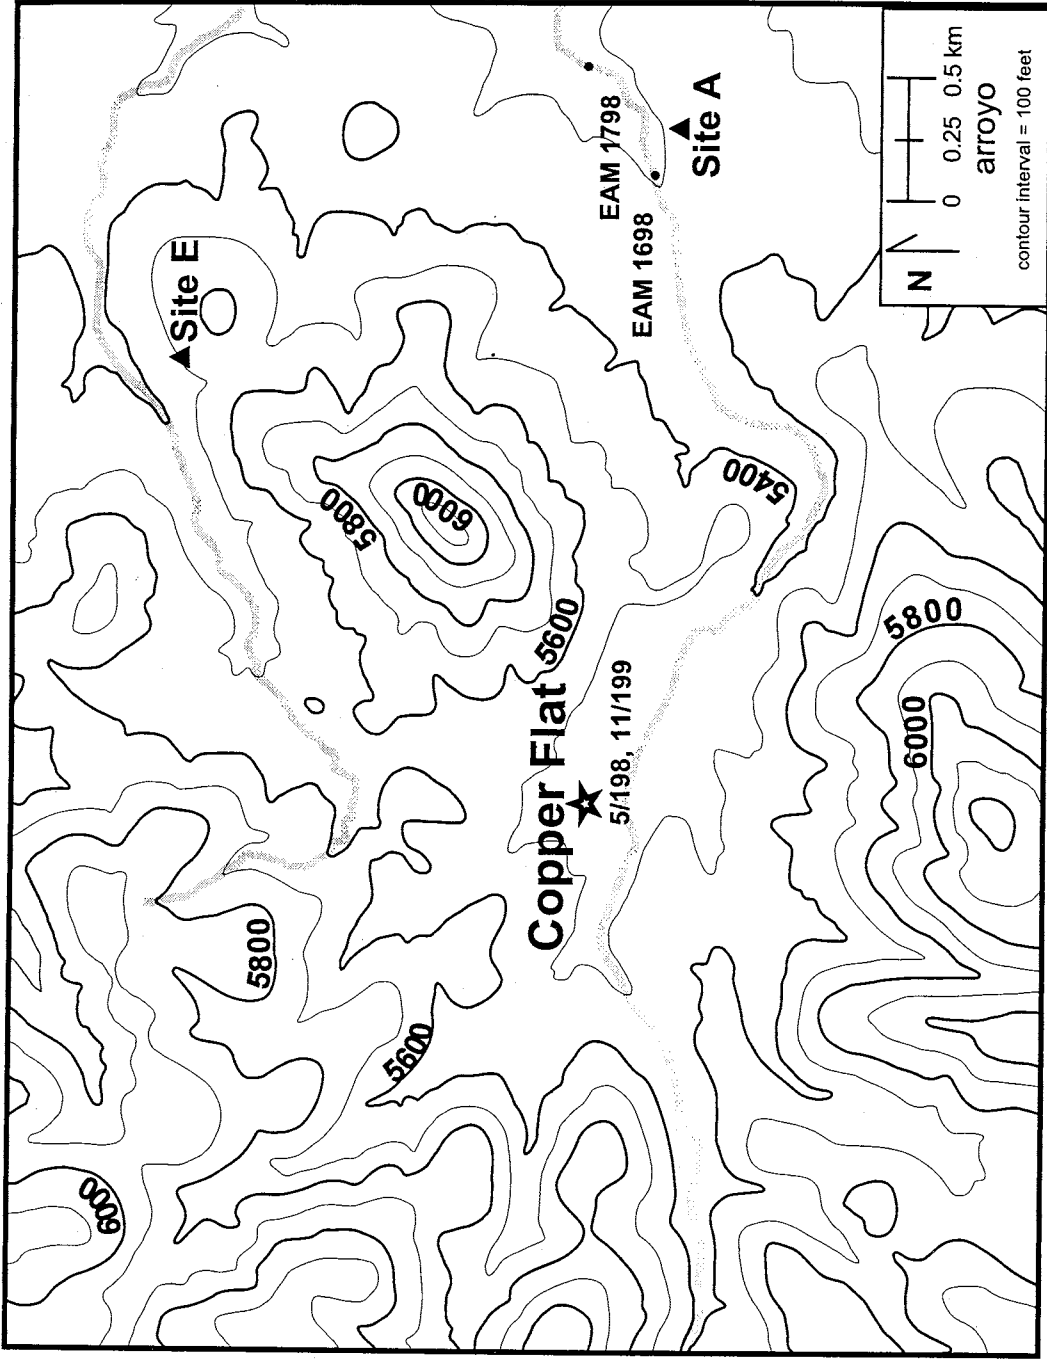 6000
5800
5600
Copper Flat
5/198, 11/199
5600
5800
6000
Site E
5400
5800
6000
EAM 1798
EAM 1698
Site A
N
0 0.25 0.5 km
arroyo
contour interval = 100 feet